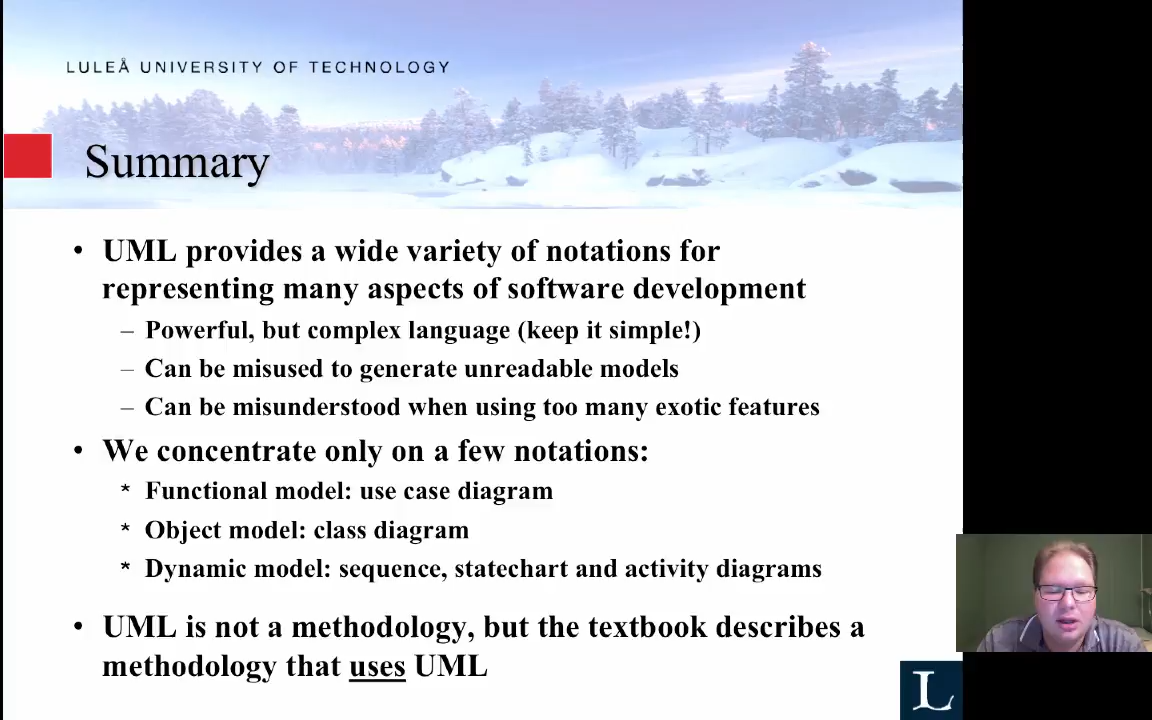 LULEÅ UNIVERSITY OF TECHNOLOGY
Summary
• UML provides a wide variety of notations for
representing many aspects of software development
– Powerful, but complex language (keep it simple!)
– Can be misused to generate unreadable models
– Can be misunderstood when using too many exotic features
• We concentrate only on a few notations:
* Functional model: use case diagram
* Object model: class diagram
* Dynamic model: sequence, statechart and activity diagrams
• UML is not a methodology, but the textbook describes a
methodology that uses UML
L